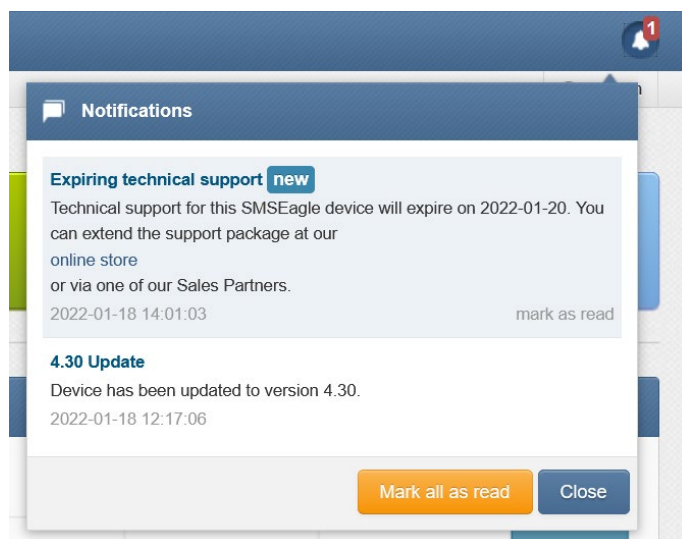 1
Notifications
Expiring technical support new
Technical support for this SMSEagle device will expire on 2022-01-20. You
can extend the support package at our
online store
or via one of our Sales Partners.
2022-01-18 14:01:03 mark as read
4.30 Update
Device has been updated to version 4.30.
2022-01-18 12:17:06
Mark all as read Close